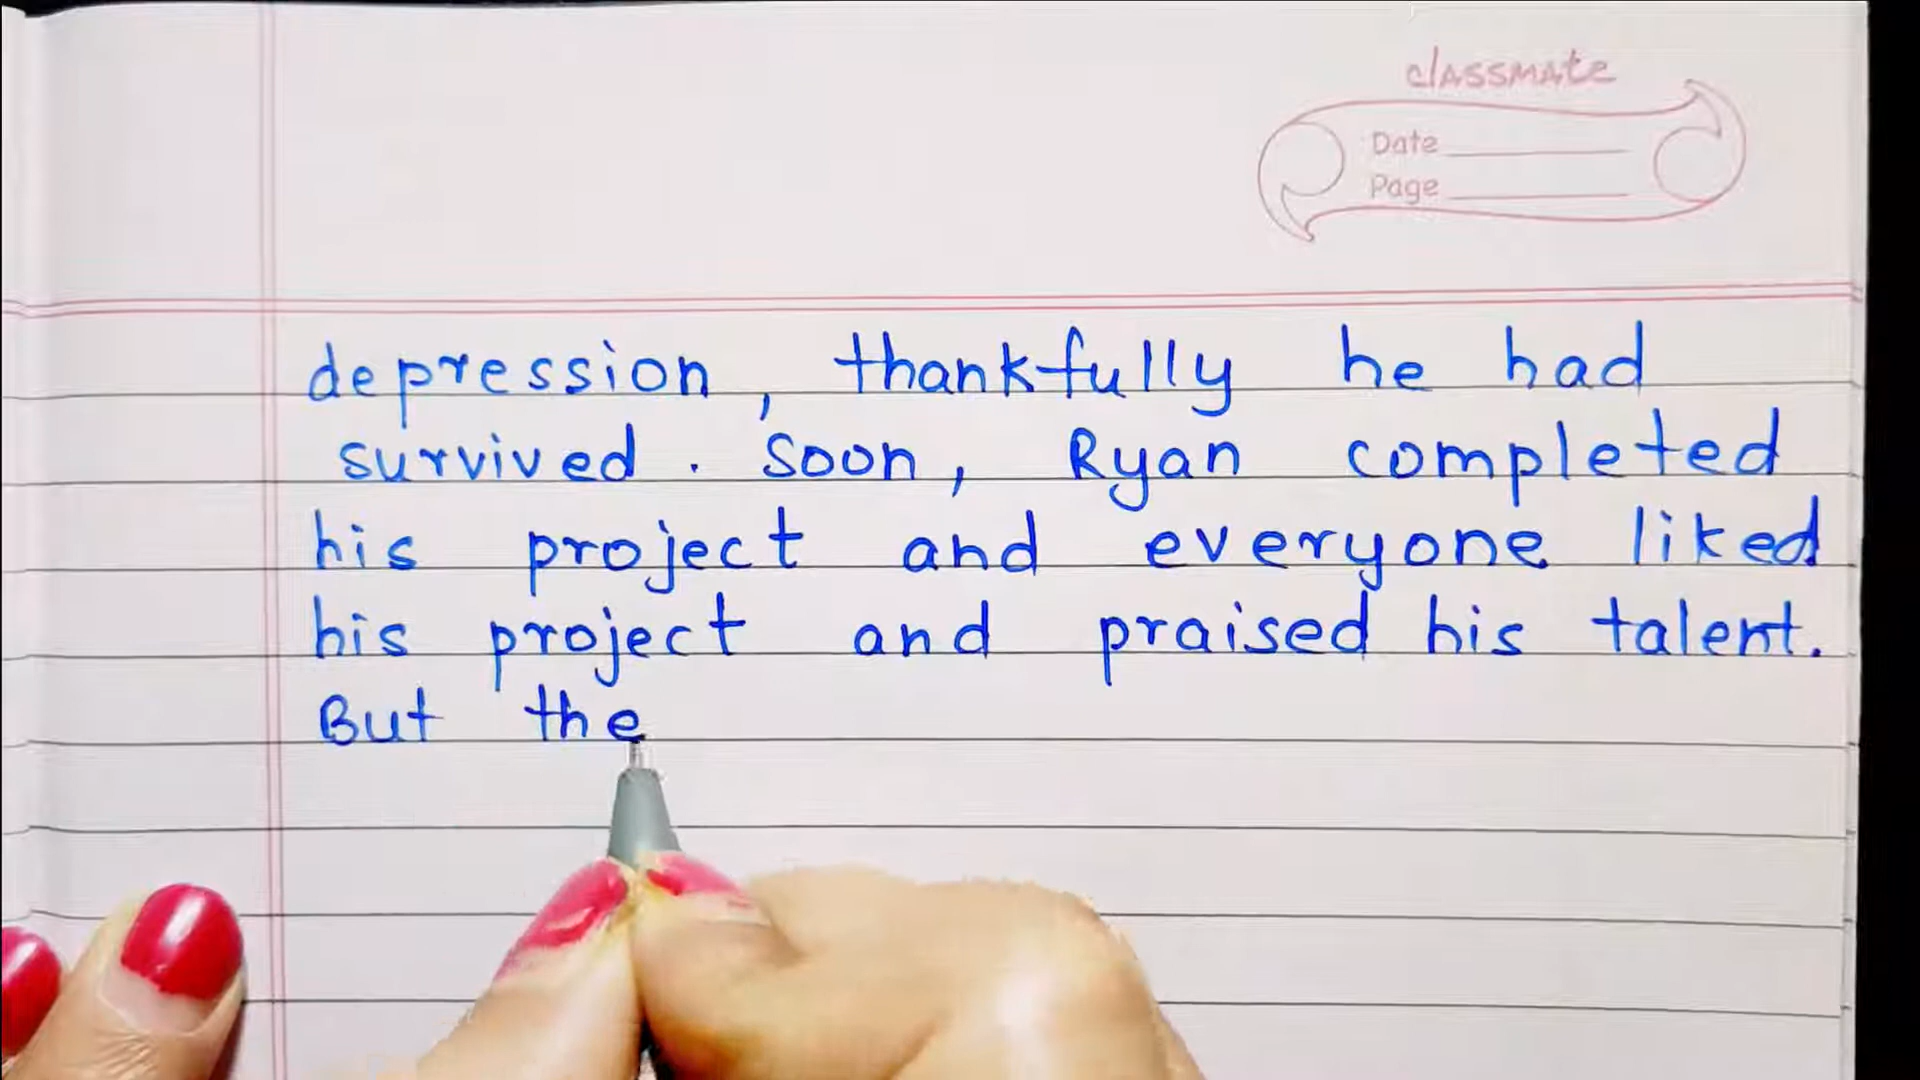 classmate
Date
Page
depression, thankfully he had
survived. Soon, Ryan completed
his project and everyone liked
his project and praised his talent.
But the